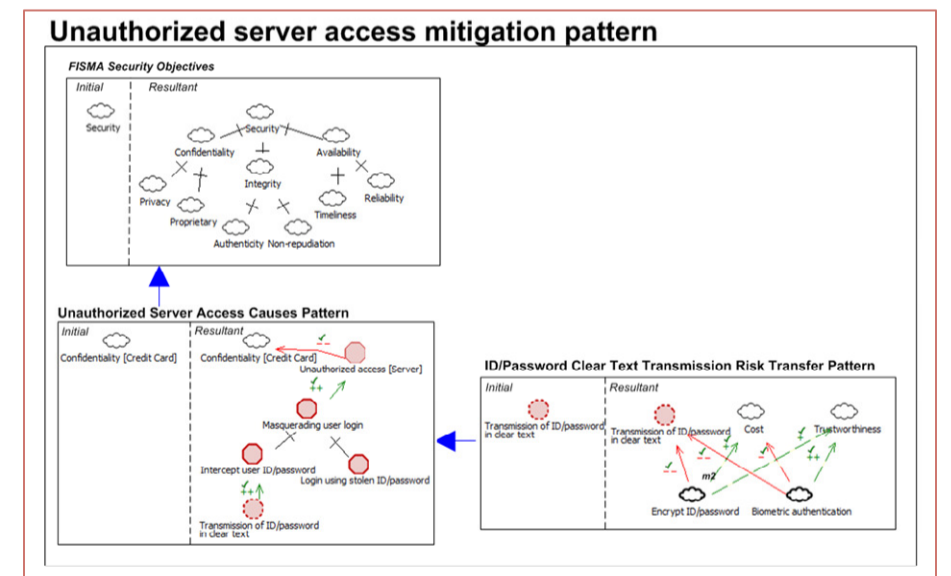 Unauthorized server access mitigation pattern
FISMA Security Objectives
Initial
Resultant
Security
Security
Confidentiality
Availability
Integrity
Privacy
Proprietary
Reliability
Timeliness
Authenticity
Non-repudiation
Unauthorized Server Access Causes Pattern
Initial
Resultant
Confidentiality [Credit Card]
Confidentiality [Credit Card]
Unauthorized access [Server]
++
Masquerading user login
Intercept user ID/password
Login using stolen ID/password
++
Transmission of ID/password
in clear text
ID/Password Clear Text Transmission Risk Transfer Pattern
Initial
Resultant
Transmission of ID/password
in clear text
Transmission of ID/password
in clear text
Cost
Trustworthiness
++
m2
Encrypt ID/password
Biometric authentication